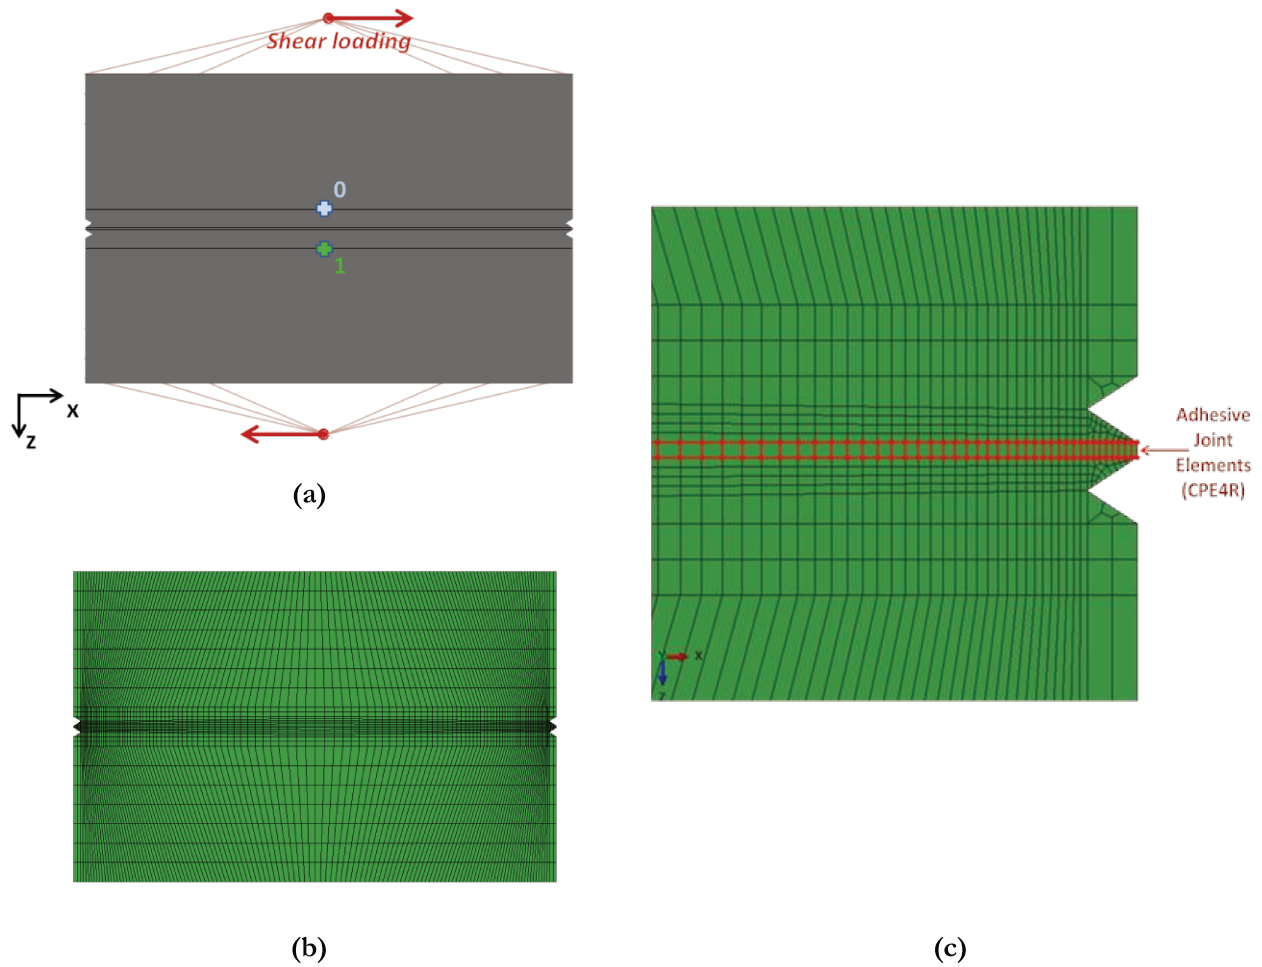 Shear loading
0
1
X
Z
(a)
Adhesive
Joint
Elements
(CPE4R)
Y
X
Z
(b)
(c)